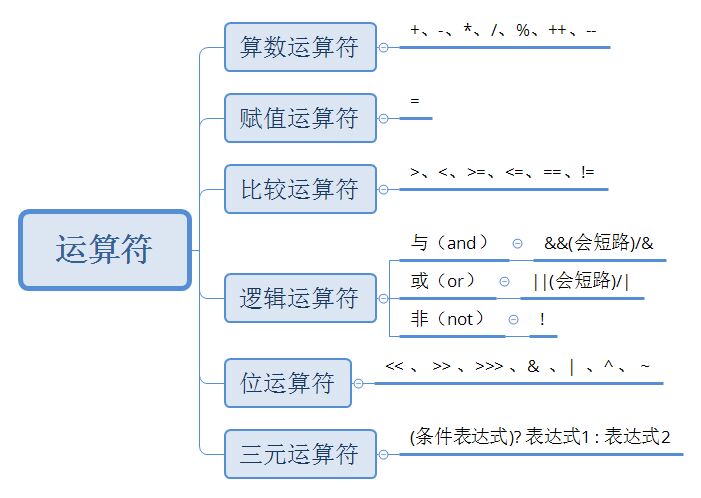 运算符
算数运算符
+、-、*、/、%、++、--
赋值运算符
=
比较运算符
>、<、>=、<=、==、!=
逻辑运算符
与（and） &&(会短路)/&
或（or） ||(会短路)/|
非（not） !
位运算符
<< 、 >> 、>>> 、& 、| 、^ 、 ~
三元运算符
(条件表达式)? 表达式1 : 表达式2